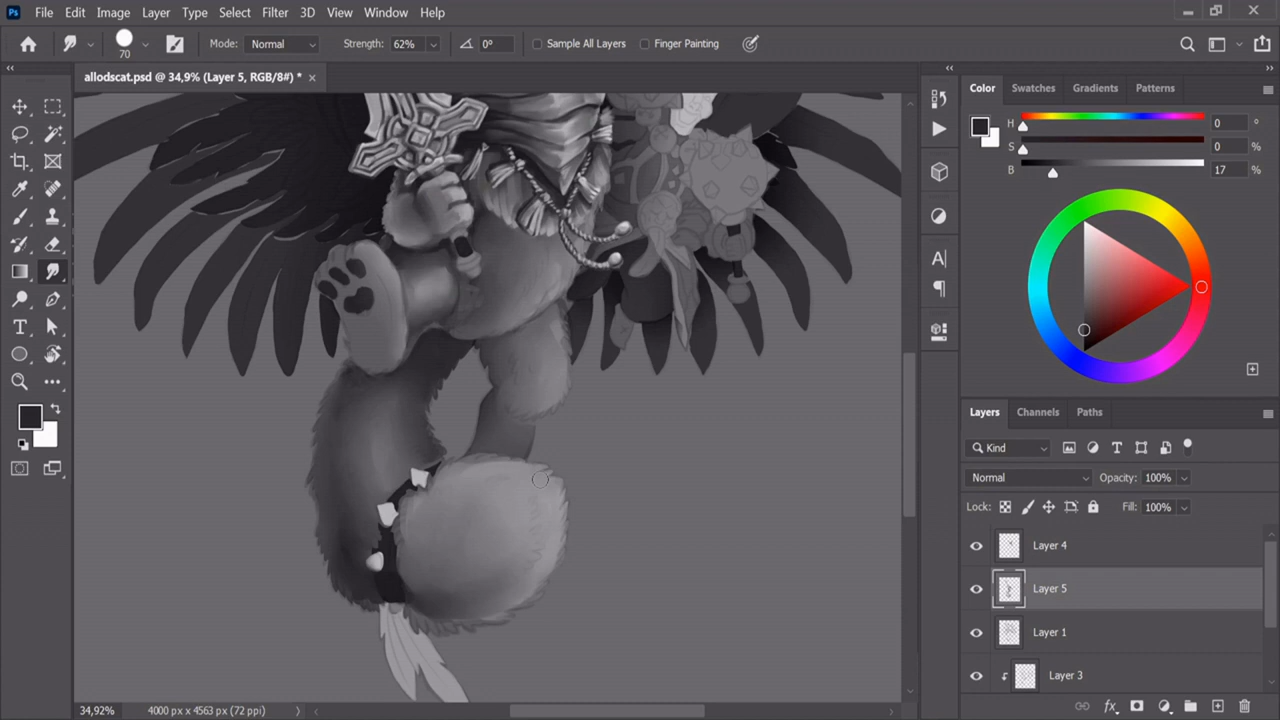 Ps File Edit Image Layer Type Select Filter 3D View Window Help
70 Mode: Normal Strength: 62% 0° Sample All Layers Finger Painting
allodscat.psd @ 34,9% (Layer 5, RGB/8#) * ×
Color Swatches Gradients Patterns
H 0 °
S 0 %
B 17 %
Layers Channels Paths
Kind
Normal Opacity: 100%
Lock: Fill: 100%
Layer 4
Layer 5
Layer 1
Layer 3
34,92% 4000 px x 4563 px (72 ppi)